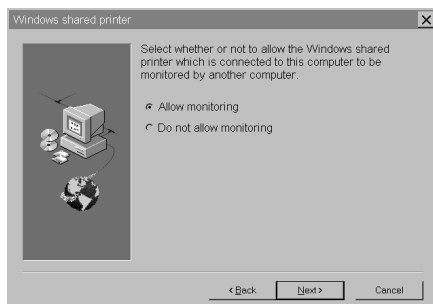 Windows shared printer
Select whether or not to allow the Windows shared
printer which is connected to this computer to be
monitored by another computer.
Allow monitoring
Do not allow monitoring
< Back
Next >
Cancel